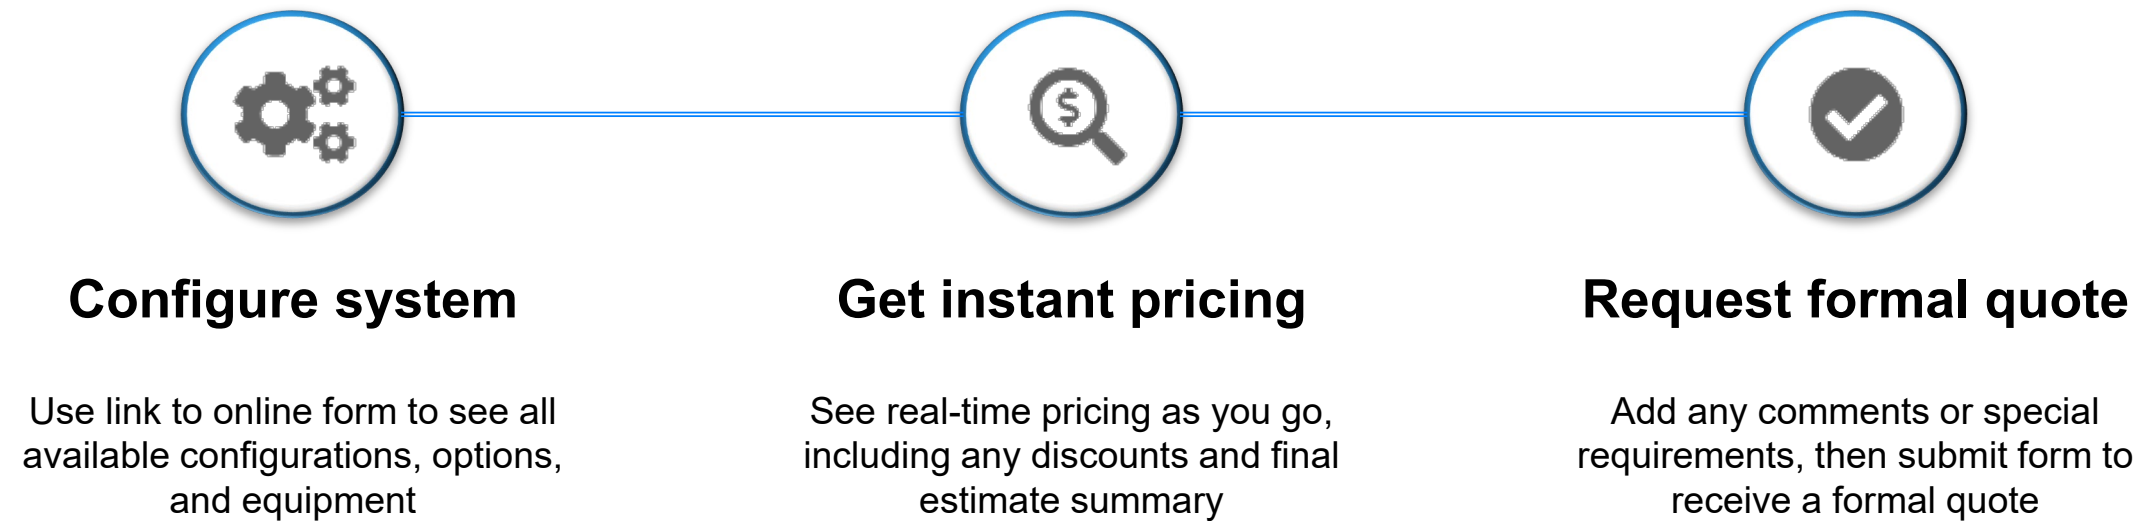 $
Configure system
Use link to online form to see all
available configurations, options,
and equipment
Get instant pricing
See real-time pricing as you go,
including any discounts and final
estimate summary
Request formal quote
Add any comments or special
requirements, then submit form to
receive a formal quote